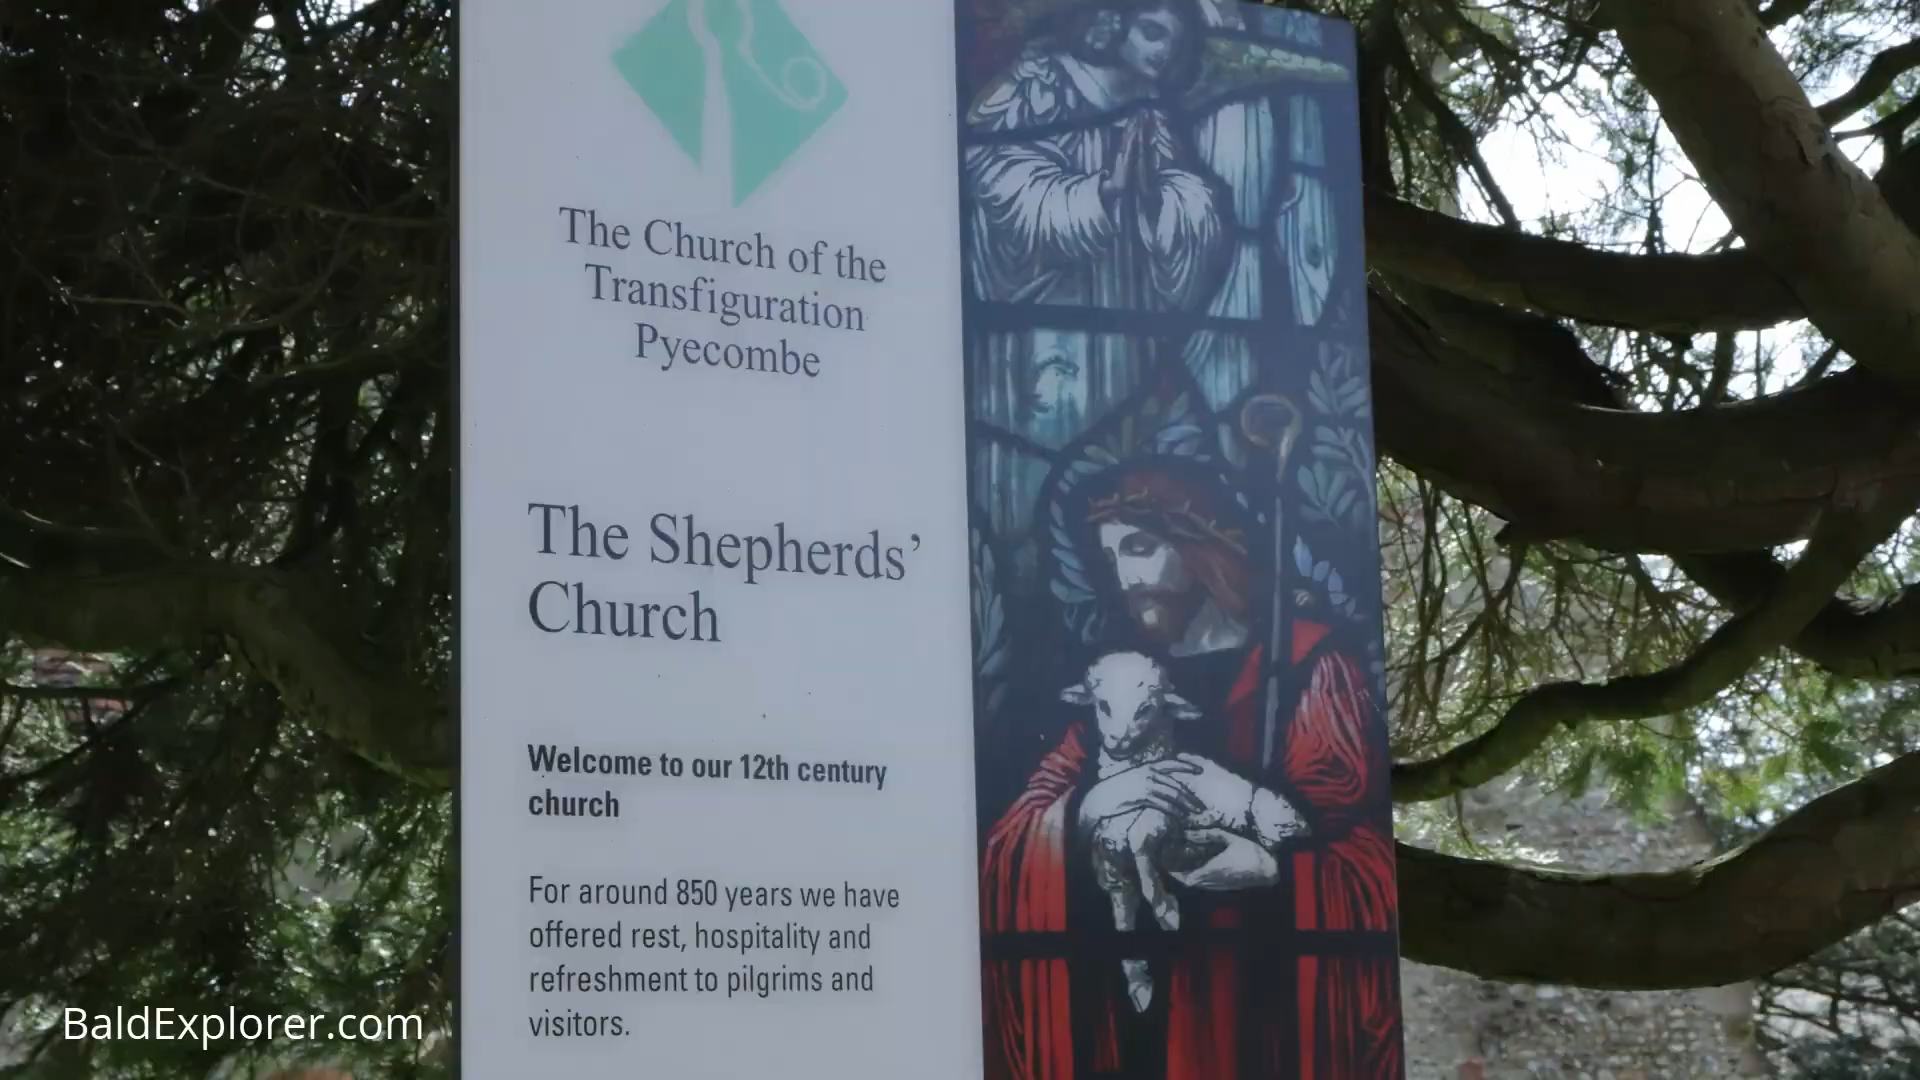 The Church of the
Transfiguration
Pyecombe
The Shepherds’
Church
Welcome to our 12th century
church
For around 850 years we have
offered rest, hospitality and
refreshment to pilgrims and
visitors.
BaldExplorer.com